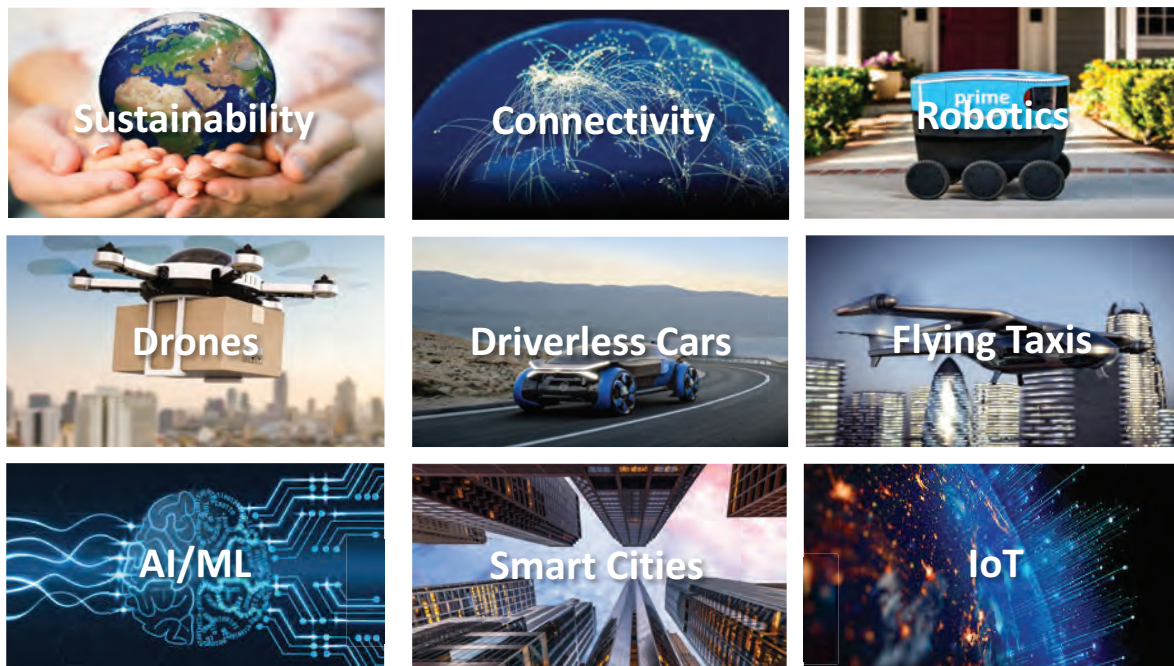 Sustainability
Connectivity
prime
Robotics
Drones
Driverless Cars
Flying Taxis
AI/ML
Smart Cities
IoT